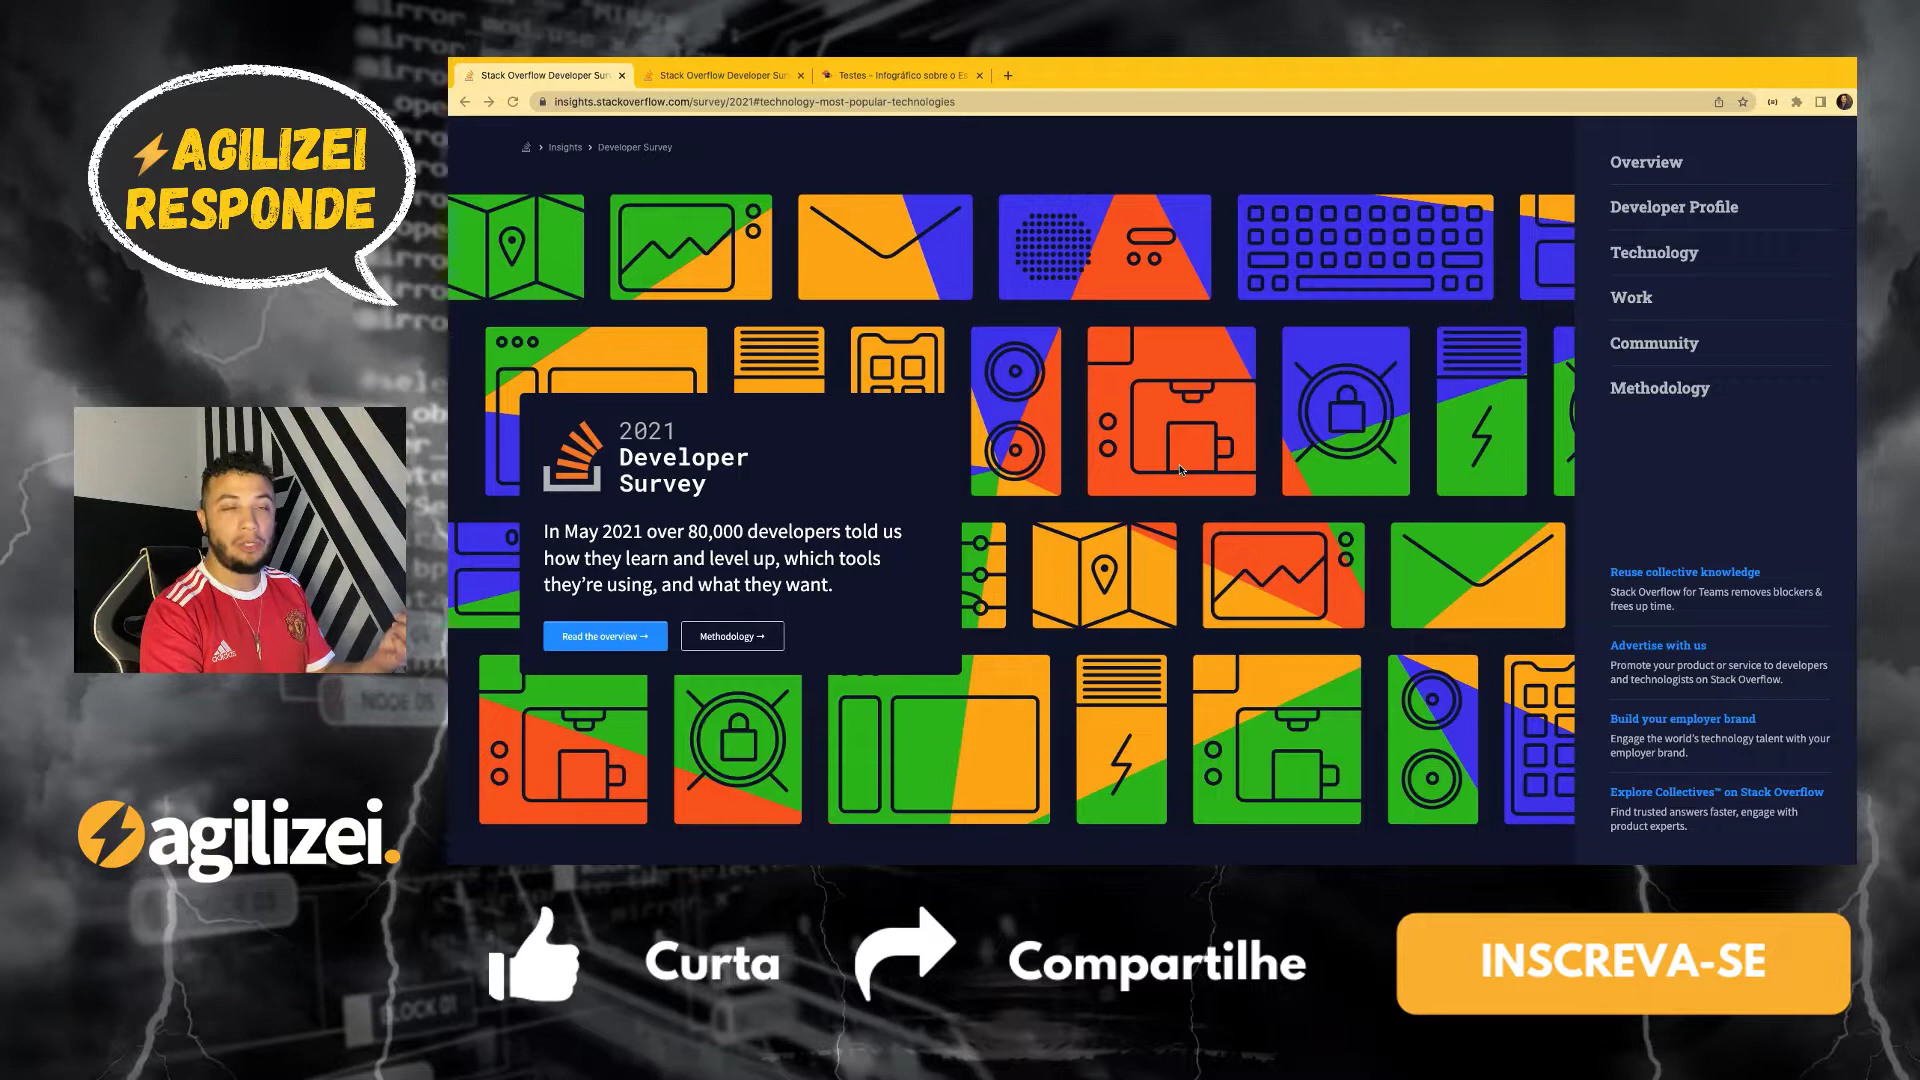 AGILIZEI
RESPONDE
agilizei.
Stack Overflow Developer Sur
Stack Overflow Developer Sur
Testes - Infográfico sobre o Es
insights.stackoverflow.com/survey/2021#technology-most-popular-technologies
Insights > Developer Survey
2021
Developer
Survey
In May 2021 over 80,000 developers told us
how they learn and level up, which tools
they’re using, and what they want.
Read the overview →
Methodology →
Overview
Developer Profile
Technology
Work
Community
Methodology
Reuse collective knowledge
Stack Overflow for Teams removes blockers &
frees up time.
Advertise with us
Promote your product or service to developers
and technologists on Stack Overflow.
Build your employer brand
Engage the world’s technology talent with your
employer brand.
Explore Collectives™ on Stack Overflow
Find trusted answers faster, engage with
product experts.
adidas
NODE 05
BLOCK 01
Curta
Compartilhe
INSCREVA-SE